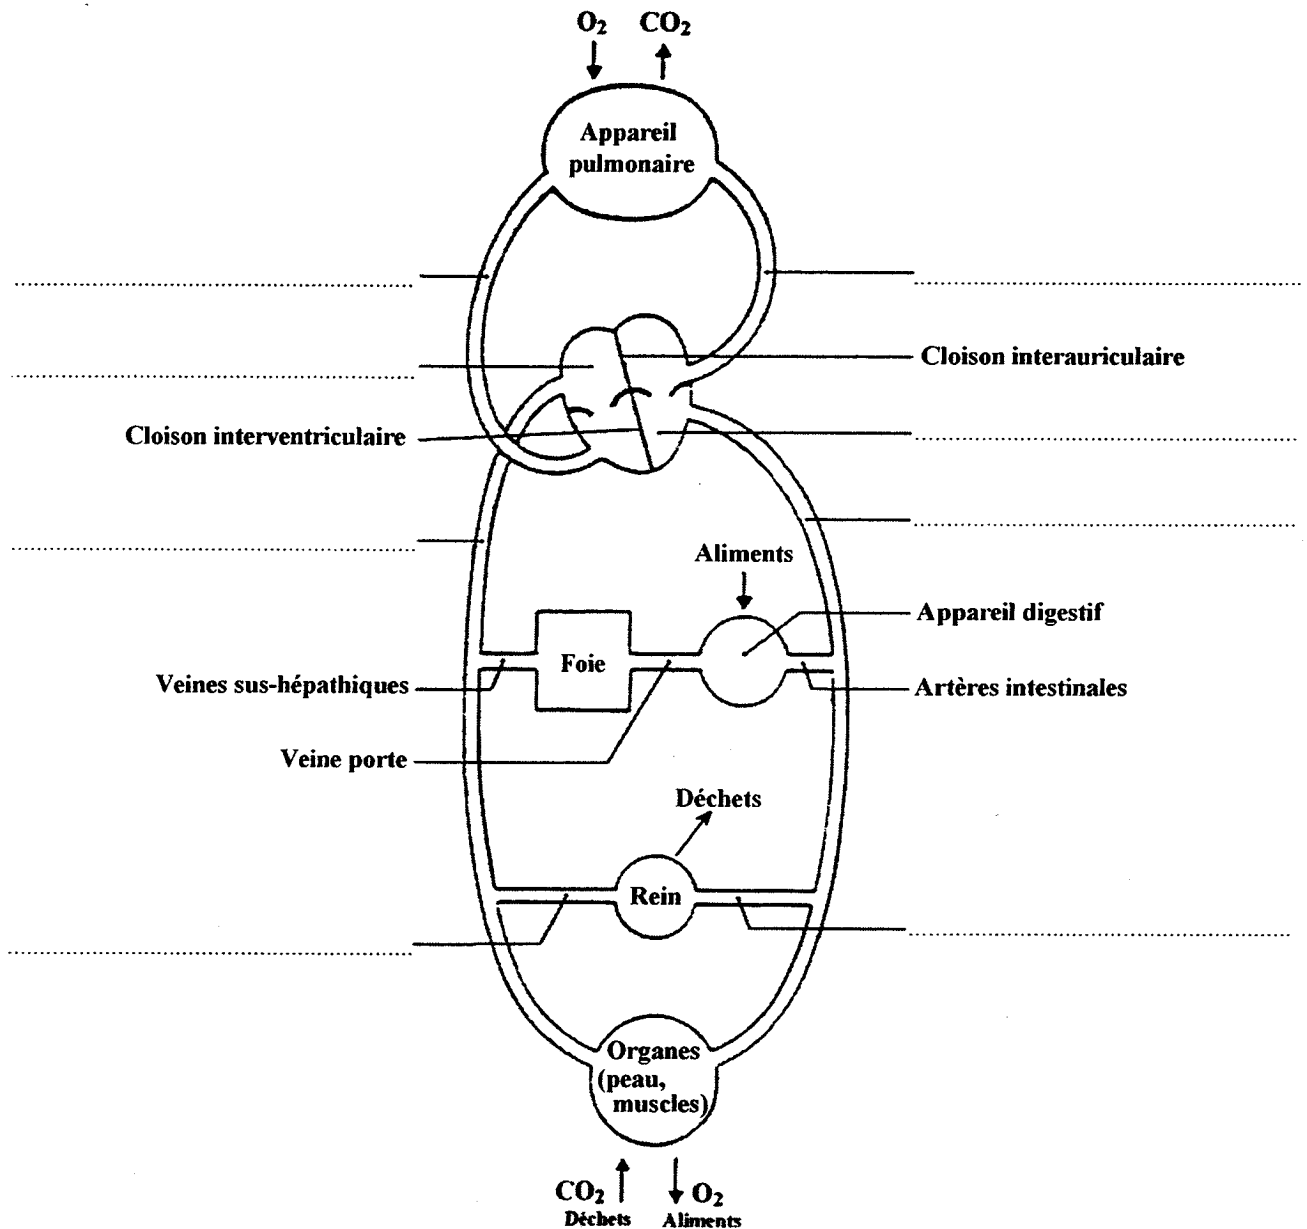 O2 CO2
Appareil
pulmonaire
Cloison interauriculaire
Cloison interventriculaire
Aliments
Appareil digestif
Foie
Veines sus-hépathiques
Artères intestinales
Veine porte
Déchets
Rein
Organes
(peau,
muscles)
CO2 O2
Déchets Aliments